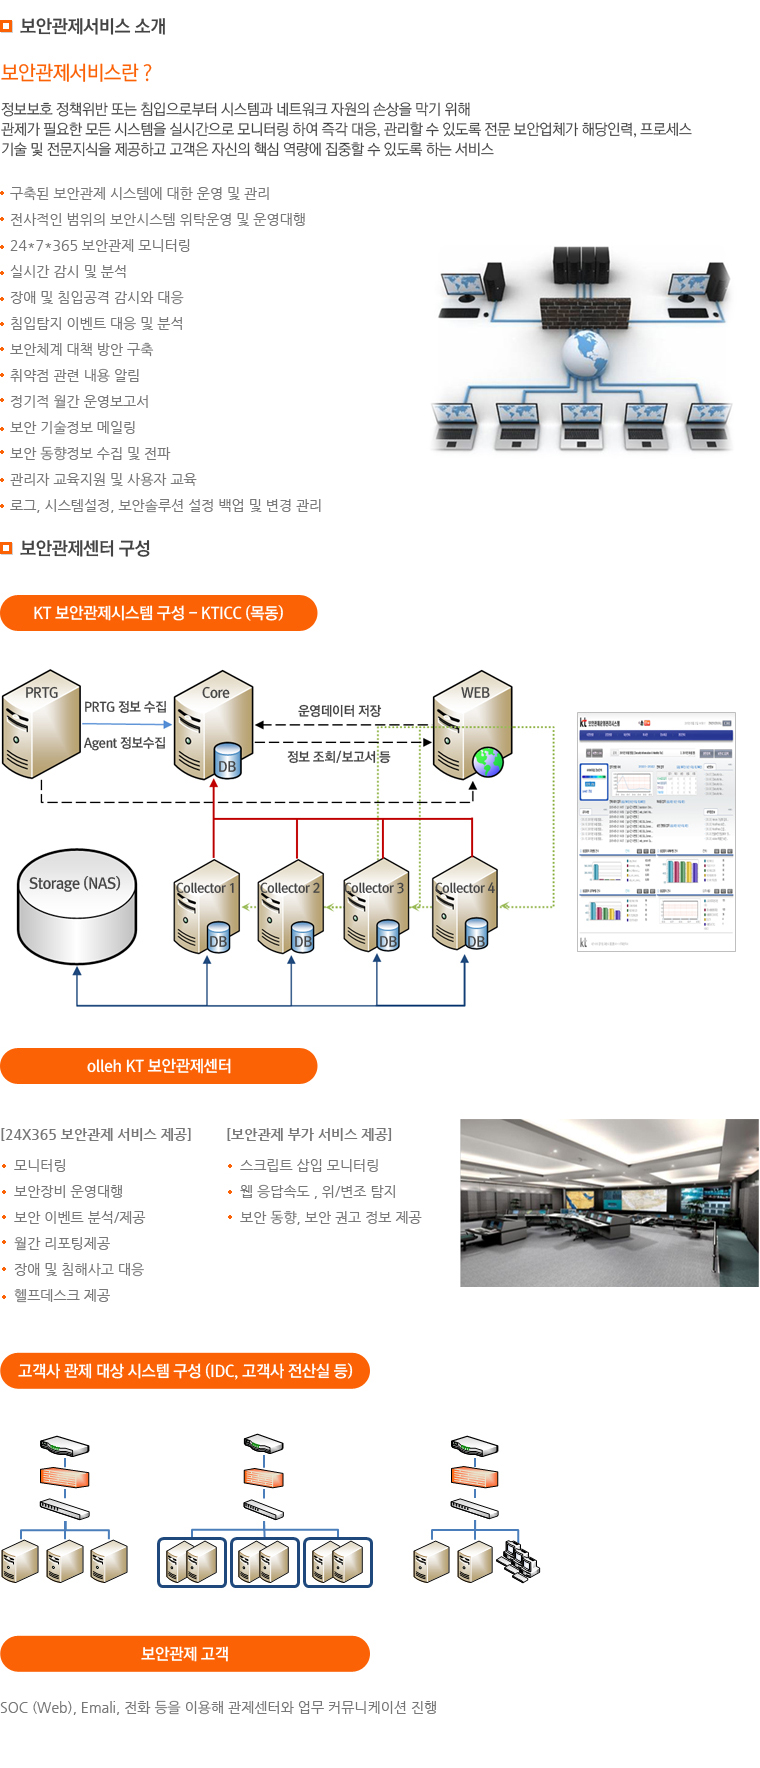 보안관제서비스 소개
보안관제서비스란 ?
정보보호 정책위반 또는 침입으로부터 시스템과 네트워크 자원의 손상을 막기 위해
관제가 필요한 모든 시스템을 실시간으로 모니터링 하여 즉각 대응, 관리할 수 있도록 전문 보안업체가 해당인력, 프로세스
기술 및 전문지식을 제공하고 고객은 자신의 핵심 역량에 집중할 수 있도록 하는 서비스
구축된 보안관제 시스템에 대한 운영 및 관리
전사적인 범위의 보안시스템 위탁운영 및 운영대행
24*7*365 보안관제 모니터링
실시간 감시 및 분석
장애 및 침입공격 감시와 대응
침입탐지 이벤트 대응 및 분석
보안체계 대책 방안 구축
취약점 관련 내용 알림
정기적 월간 운영보고서
보안 기술정보 메일링
보안 동향정보 수집 및 전파
관리자 교육지원 및 사용자 교육
로그, 시스템설정, 보안솔루션 설정 백업 및 변경 관리
보안관제센터 구성
KT 보안관제시스템 구성 – KTICC (목동)
PRTG
PRTG 정보 수집
Agent 정보수집
Core
DB
운영데이터 저장
정보 조회/보고서 등
WEB
kt 보안관제운영관리시스템
Storage (NAS)
Collector 1
DB
Collector 2
DB
Collector 3
DB
Collector 4
DB
kt
olleh KT 보안관제센터
[24X365 보안관제 서비스 제공]
모니터링
보안장비 운영대행
보안 이벤트 분석/제공
월간 리포팅제공
장애 및 침해사고 대응
헬프데스크 제공
[보안관제 부가 서비스 제공]
스크립트 삽입 모니터링
웹 응답속도 , 위/변조 탐지
보안 동향, 보안 권고 정보 제공
고객사 관제 대상 시스템 구성 (IDC, 고객사 전산실 등)
보안관제 고객
SOC (Web), Emali, 전화 등을 이용해 관제센터와 업무 커뮤니케이션 진행